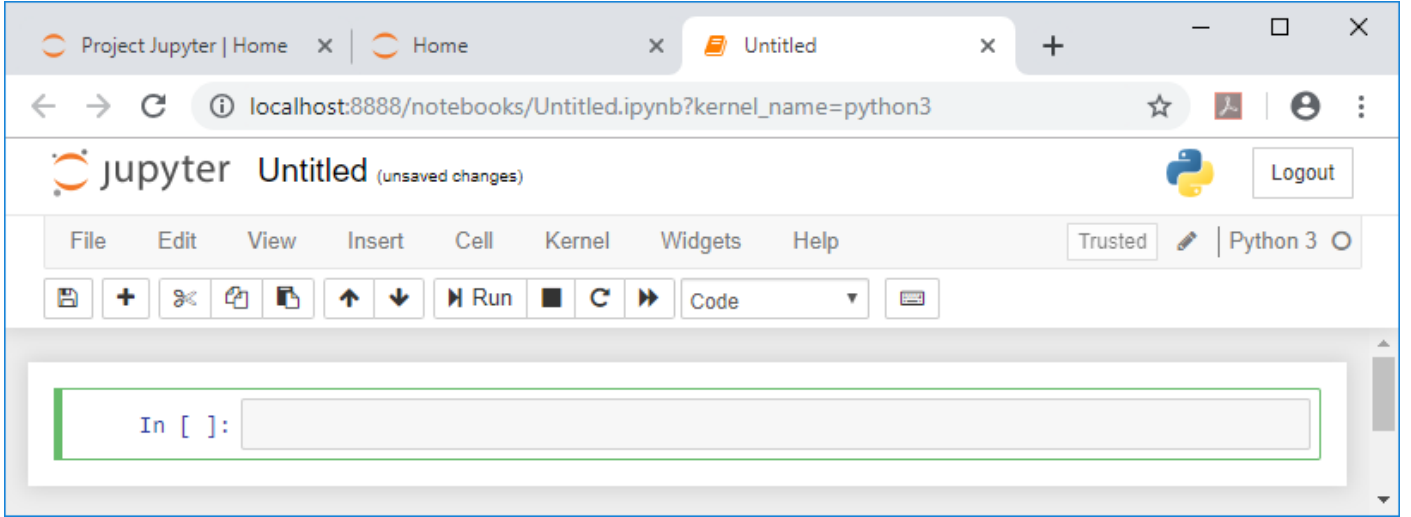 Project Jupyter | Home Home Untitled
localhost:8888/notebooks/Untitled.ipynb?kernel_name=python3
jupyter Untitled (unsaved changes) Logout
File Edit View Insert Cell Kernel Widgets Help Trusted Python 3
Run Code
In [ ]: